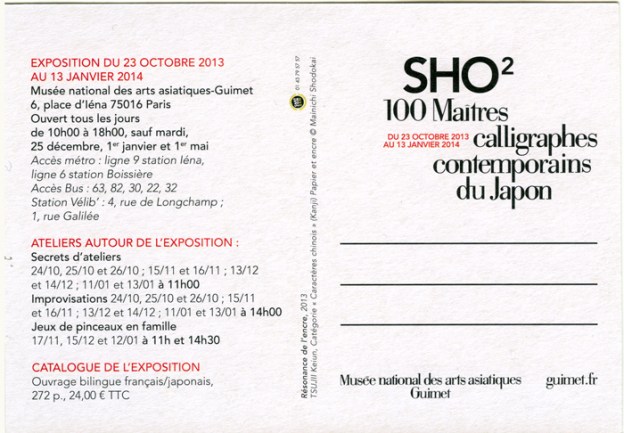 EXPOSITION DU 23 OCTOBRE 2013
AU 13 JANVIER 2014
Musée national des arts asiatiques-Guimet
6, place d'Iéna 75016 Paris
Ouvert tous les jours
de 10h00 à 18h00, sauf mardi,
25 décembre, 1er janvier et 1er mai
Accès métro : ligne 9 station Iéna,
ligne 6 station Boissière
Accès Bus : 63, 82, 30, 22, 32
Station Vélib' : 4, rue de Longchamp ;
1, rue Galilée
ATELIERS AUTOUR DE L'EXPOSITION :
Secrets d'ateliers
24/10, 25/10 et 26/10 ; 15/11 et 16/11 ; 13/12
et 14/12 ; 11/01 et 13/01 à 11h00
Improvisations 24/10, 25/10 et 26/10 ; 15/11
et 16/11 ; 13/12 et 14/12 ; 11/01 et 13/01 à 14h00
Jeux de pinceaux en famille
17/11, 15/12 et 12/01 à 11h et 14h30
CATALOGUE DE L'EXPOSITION
Ouvrage bilingue français/japonais,
272 p., 24,00 € TTC
Résonance de l'encre, 2013
TSUJII Keiun, Catégorie « Caractères chinois » (Kanji) Papier et encre © Mainichi Shodokai
01 85 79 57 57
SHO²
100 Maîtres
DU 23 OCTOBRE 2013
AU 13 JANVIER 2014
calligraphes
contemporains
du Japon
Musée national des arts asiatiques
Guimet
guimet.fr